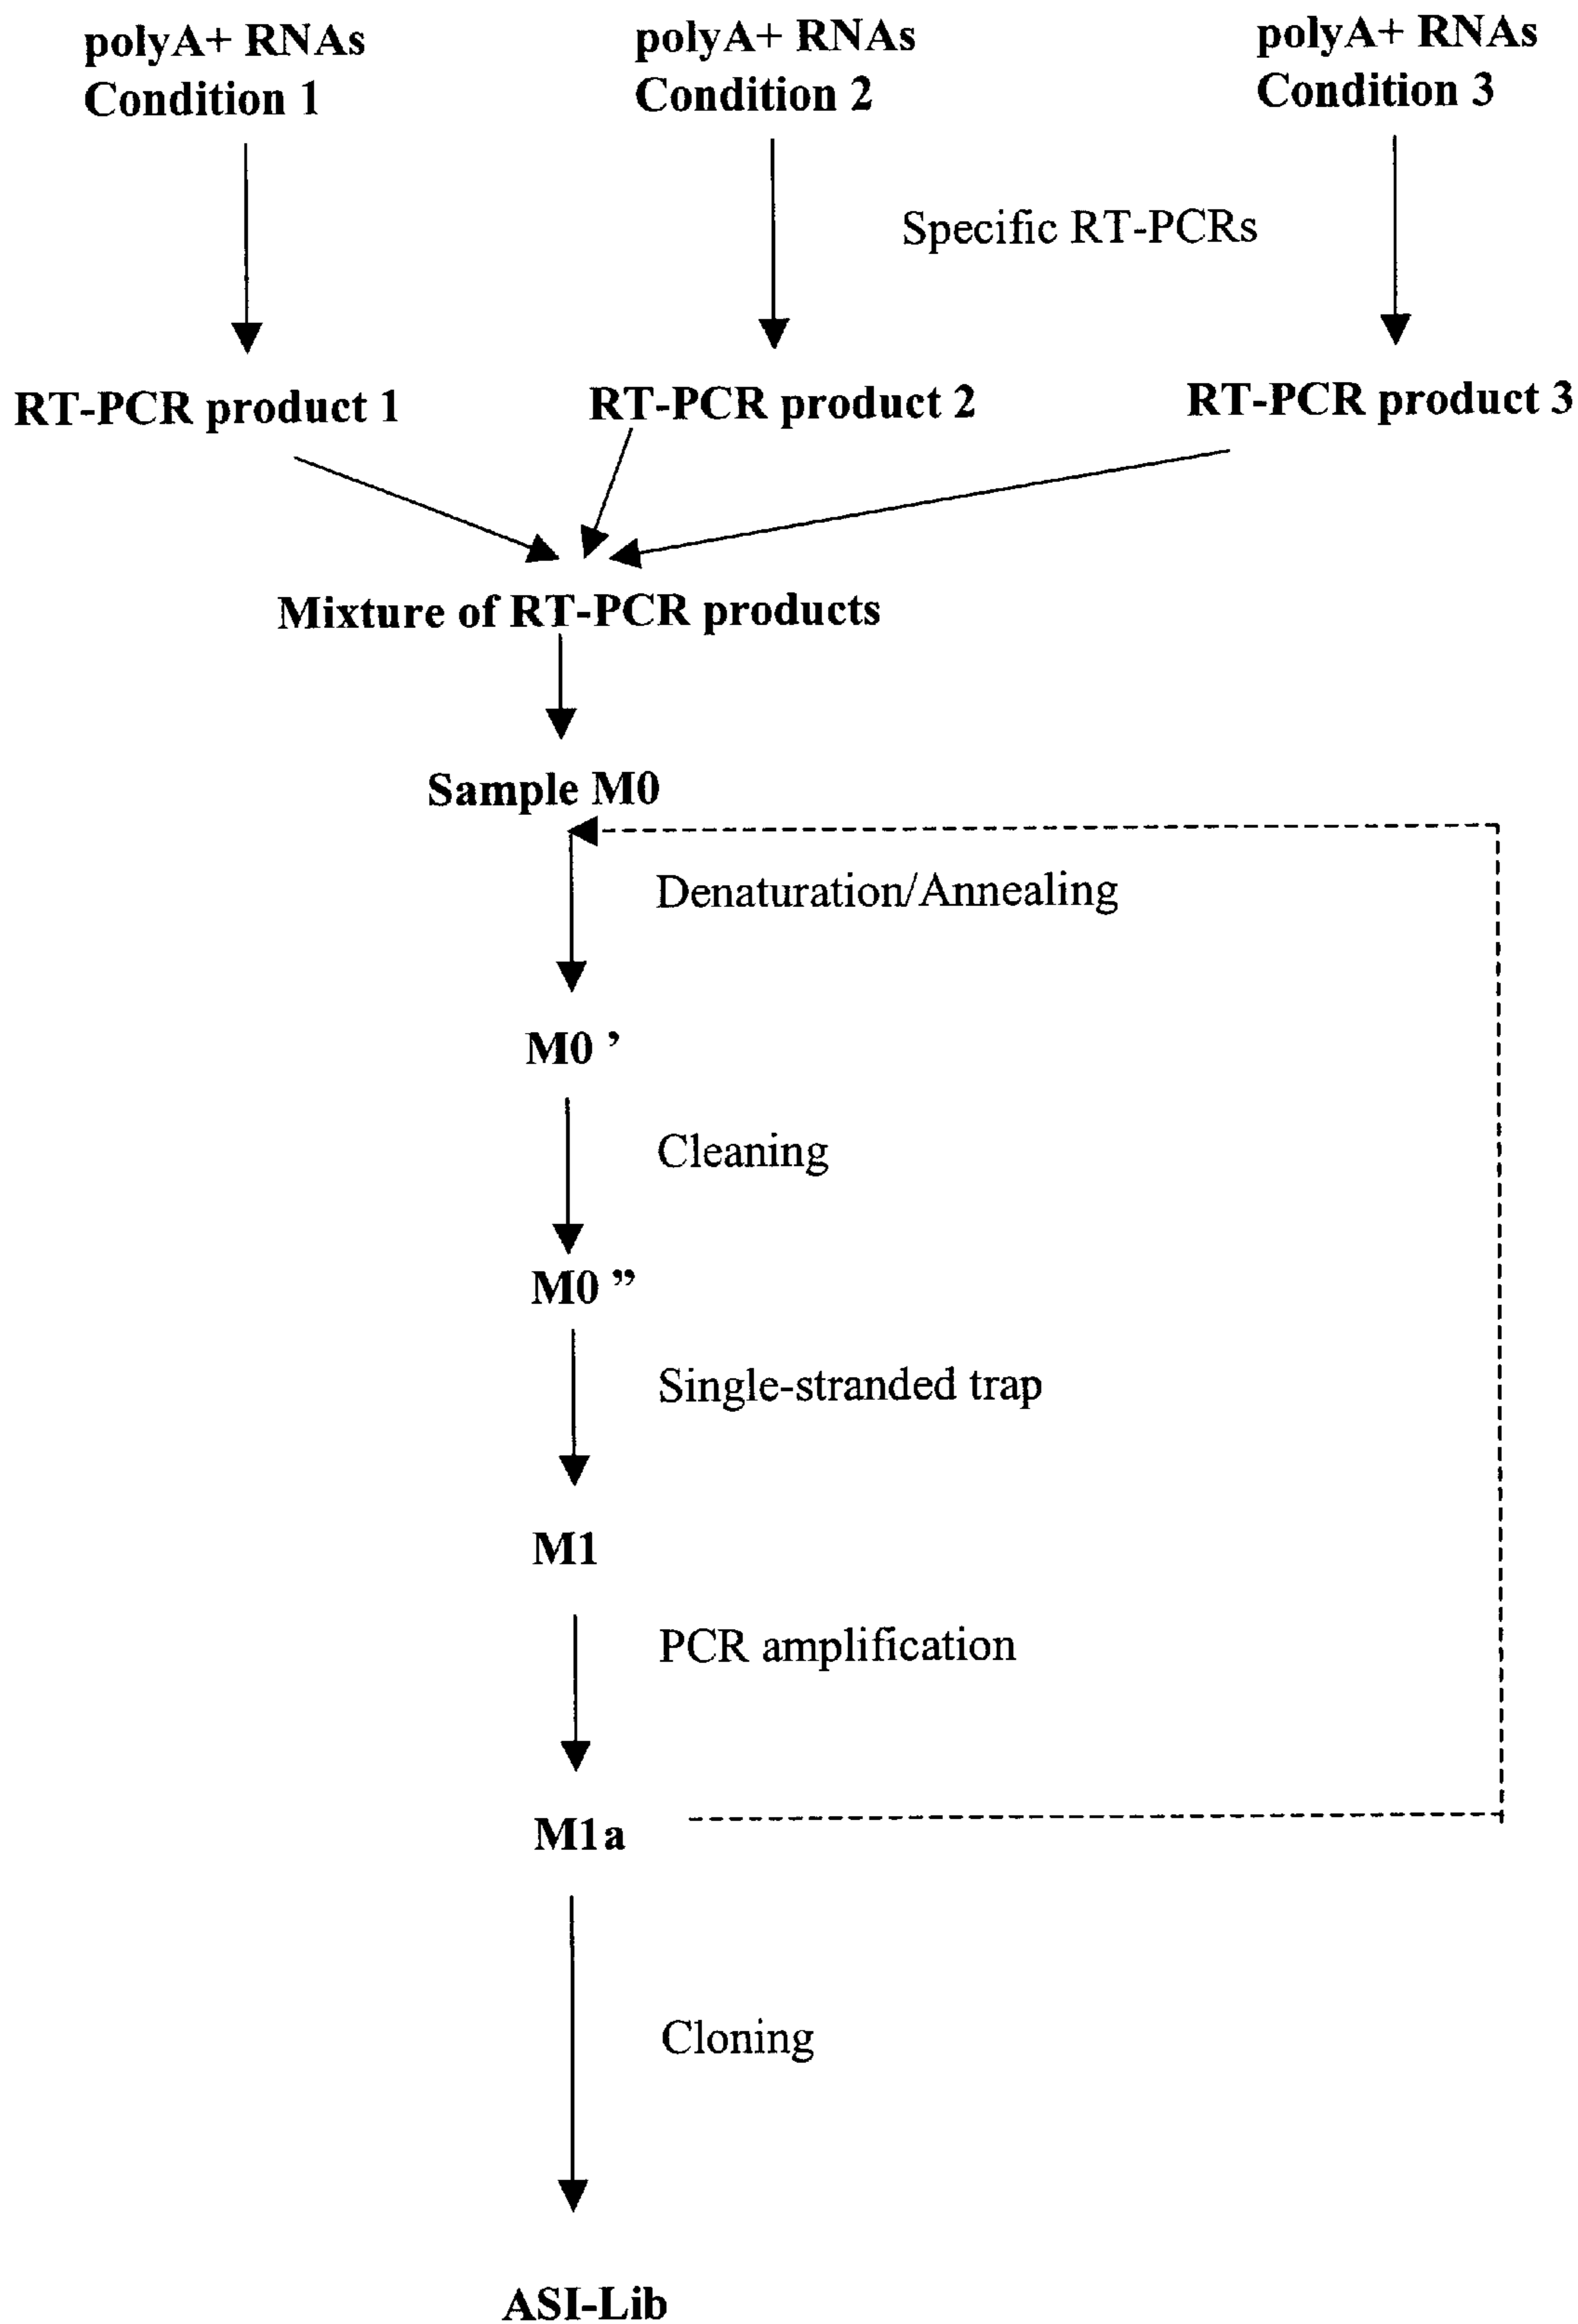 polyA+ RNAs
Condition 1
polyA+ RNAs
Condition 2
polyA+ RNAs
Condition 3
Specific RT-PCRs
RT-PCR product 1
RT-PCR product 2
RT-PCR product 3
Mixture of RT-PCR products
Sample M0
Denaturation/Annealing
M0 ’
Cleaning
M0 ”
Single-stranded trap
M1
PCR amplification
M1a
Cloning
ASI-Lib